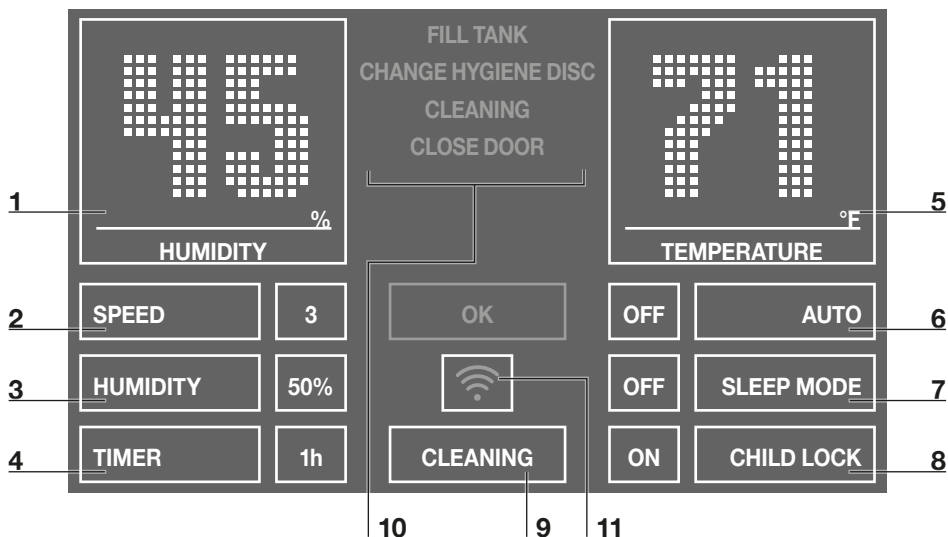 45
%
HUMIDITY
FILL TANK
CHANGE HYGIENE DISC
CLEANING
CLOSE DOOR
71
°F
TEMPERATURE
1
5
SPEED 3 OK OFF AUTO
2
6
HUMIDITY 50% OFF SLEEP MODE
3
7
TIMER 1h CLEANING ON CHILD LOCK
4
8
10 9 11